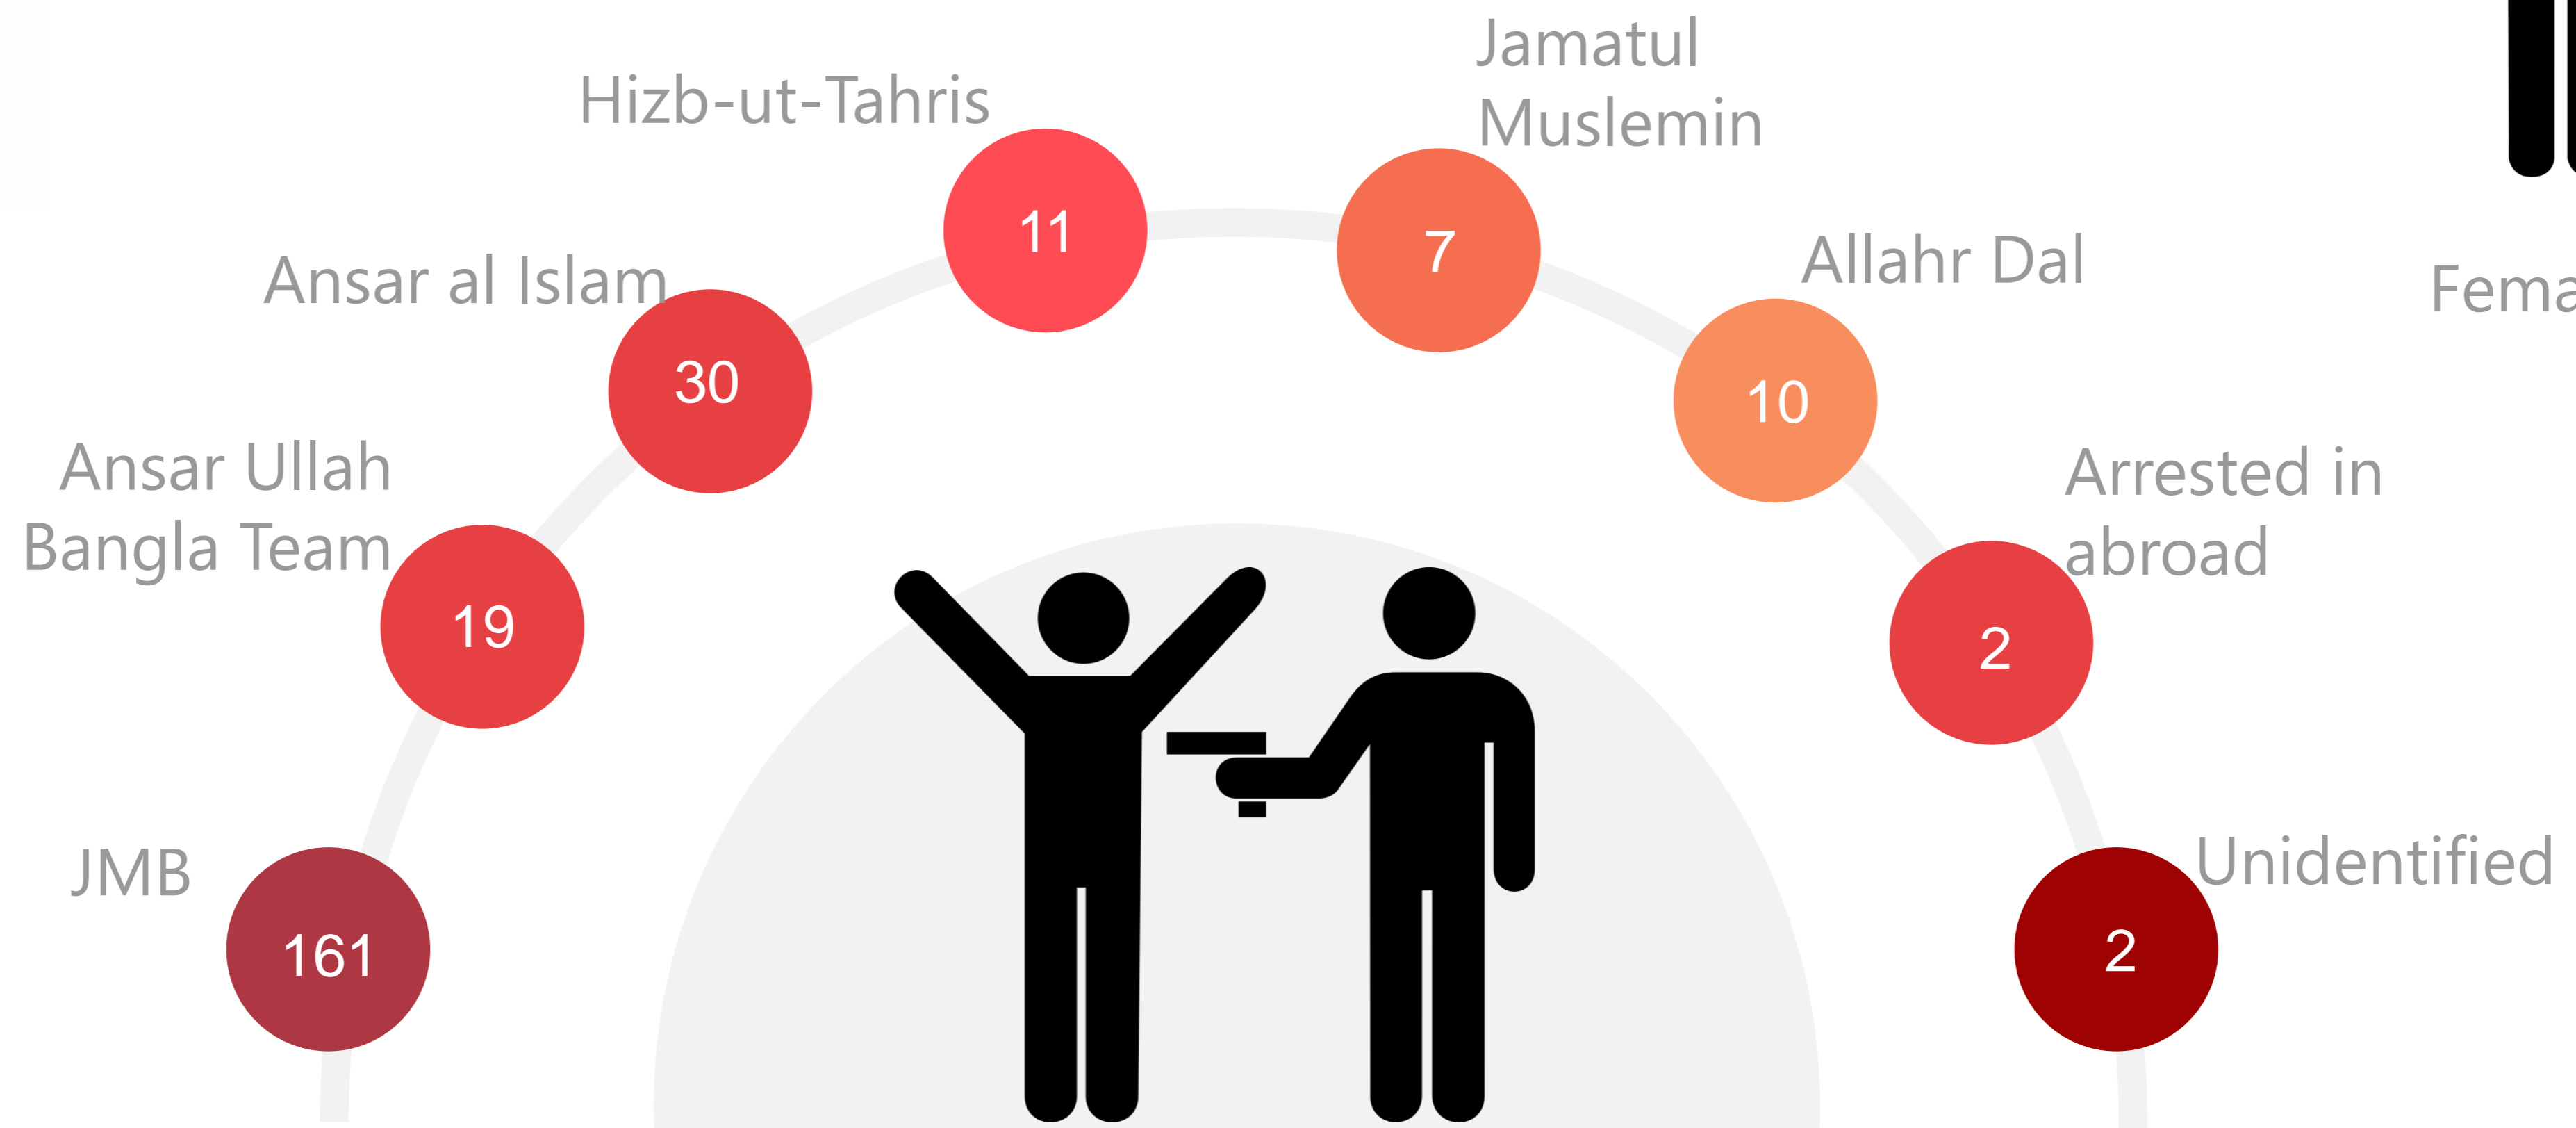 JMB
161
Ansar Ullah
Bangla Team
19
Ansar al Islam
30
Hizb-ut-Tahris
11
Jamatul
Muslemin
7
Allahr Dal
10
Arrested in
abroad
2
Unidentified
2
Fema